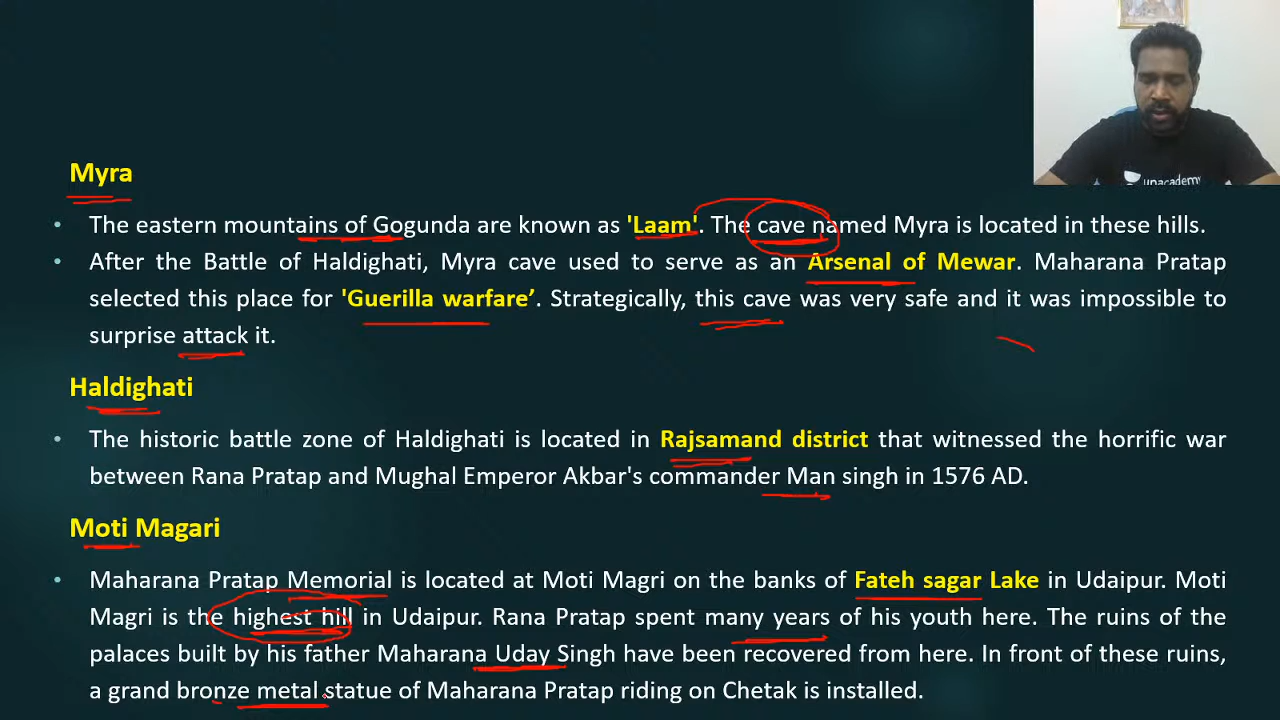 unacademy
Myra
• The eastern mountains of Gogunda are known as 'Laam'. The cave named Myra is located in these hills.
• After the Battle of Haldighati, Myra cave used to serve as an Arsenal of Mewar. Maharana Pratap
selected this place for 'Guerilla warfare’. Strategically, this cave was very safe and it was impossible to
surprise attack it.
Haldighati
• The historic battle zone of Haldighati is located in Rajsamand district that witnessed the horrific war
between Rana Pratap and Mughal Emperor Akbar's commander Man singh in 1576 AD.
Moti Magari
• Maharana Pratap Memorial is located at Moti Magri on the banks of Fateh sagar Lake in Udaipur. Moti
Magri is the highest hill in Udaipur. Rana Pratap spent many years of his youth here. The ruins of the
palaces built by his father Maharana Uday Singh have been recovered from here. In front of these ruins,
a grand bronze metal statue of Maharana Pratap riding on Chetak is installed.